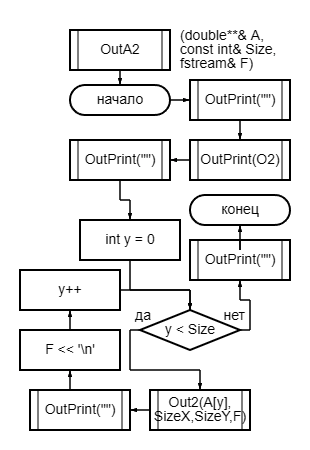 OutA2
(double**& A,
const int& Size,
fstream& F)
начало
OutPrint("")
OutPrint("")
OutPrint(O2)
int y = 0
конец
OutPrint("")
y++
да
нет
y < Size
F << '\n'
OutPrint("")
Out2(A[y],
SizeX,SizeY,F)